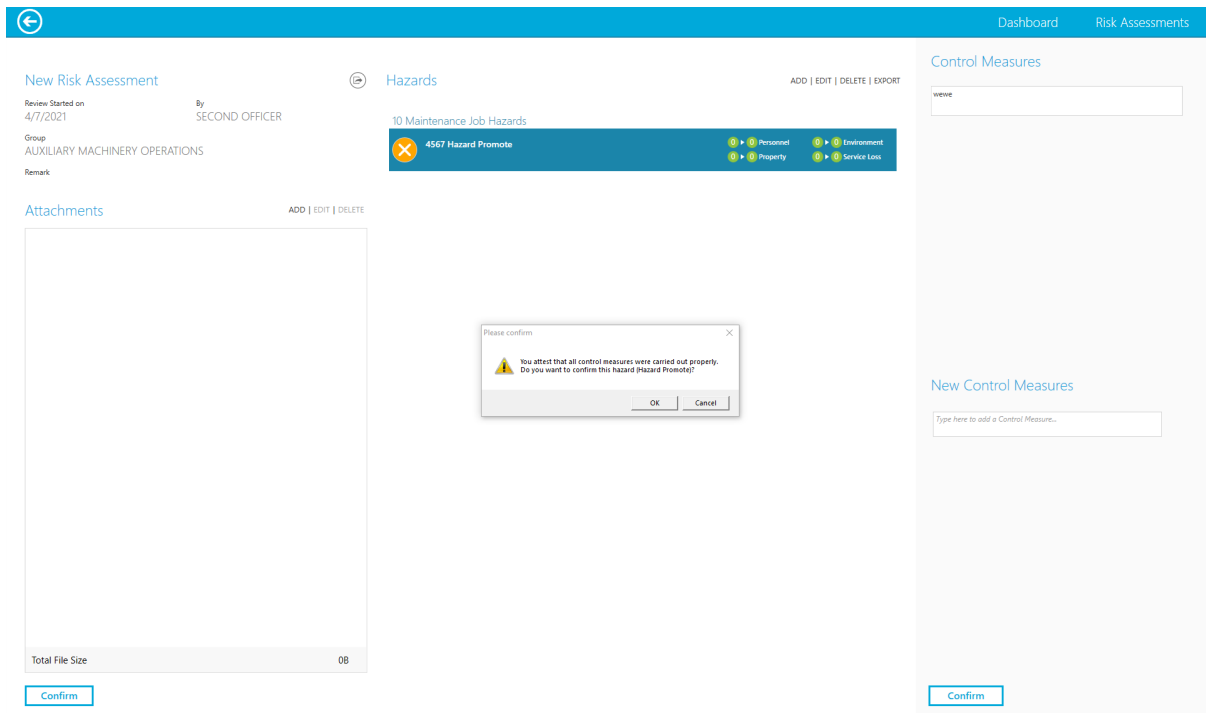 Dashboard Risk Assessments
New Risk Assessment
Review Started on By
4/7/2021 SECOND OFFICER
Group
AUXILIARY MACHINERY OPERATIONS
Remark
Attachments ADD | EDIT | DELETE
Total File Size 0B
Confirm
Hazards ADD | EDIT | DELETE | EXPORT
10 Maintenance Job Hazards
4567 Hazard Promote
0 0 Personnel 0 0 Environment
0 0 Property 0 0 Service Loss
Please confirm
You attest that all control measures were carried out properly.
Do you want to confirm this hazard (Hazard Promote)?
OK Cancel
Control Measures
wewe
New Control Measures
Type here to add a Control Measure...
Confirm